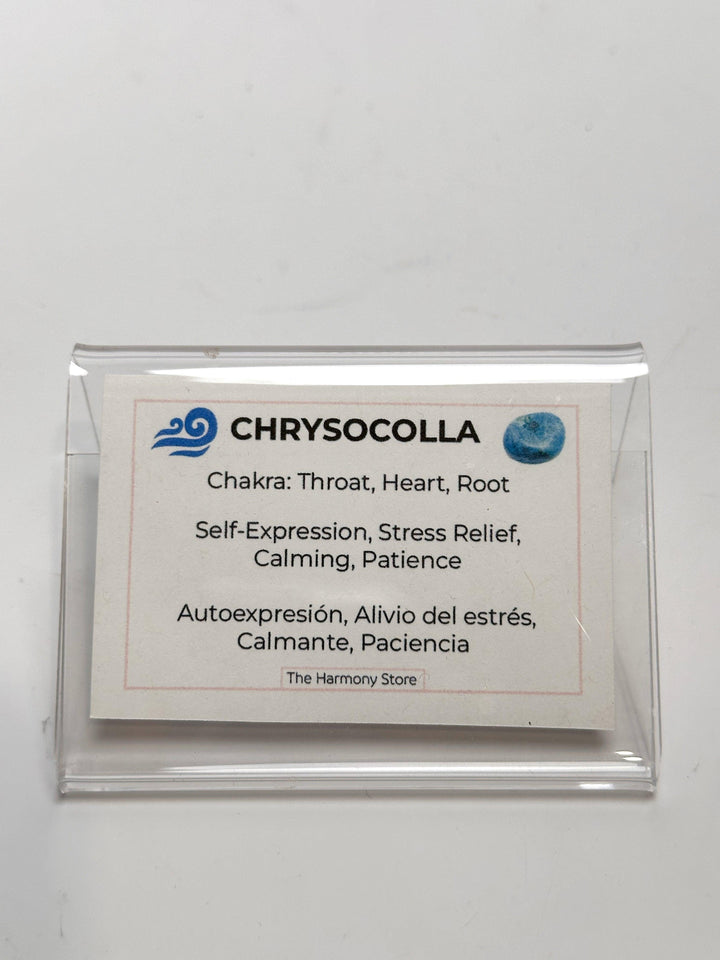 CHRYSOCOLLA
Chakra: Throat, Heart, Root
Self-Expression, Stress Relief,
Calming, Patience
Autoexpresión, Alivio del estrés,
Calmante, Paciencia
The Harmony Store